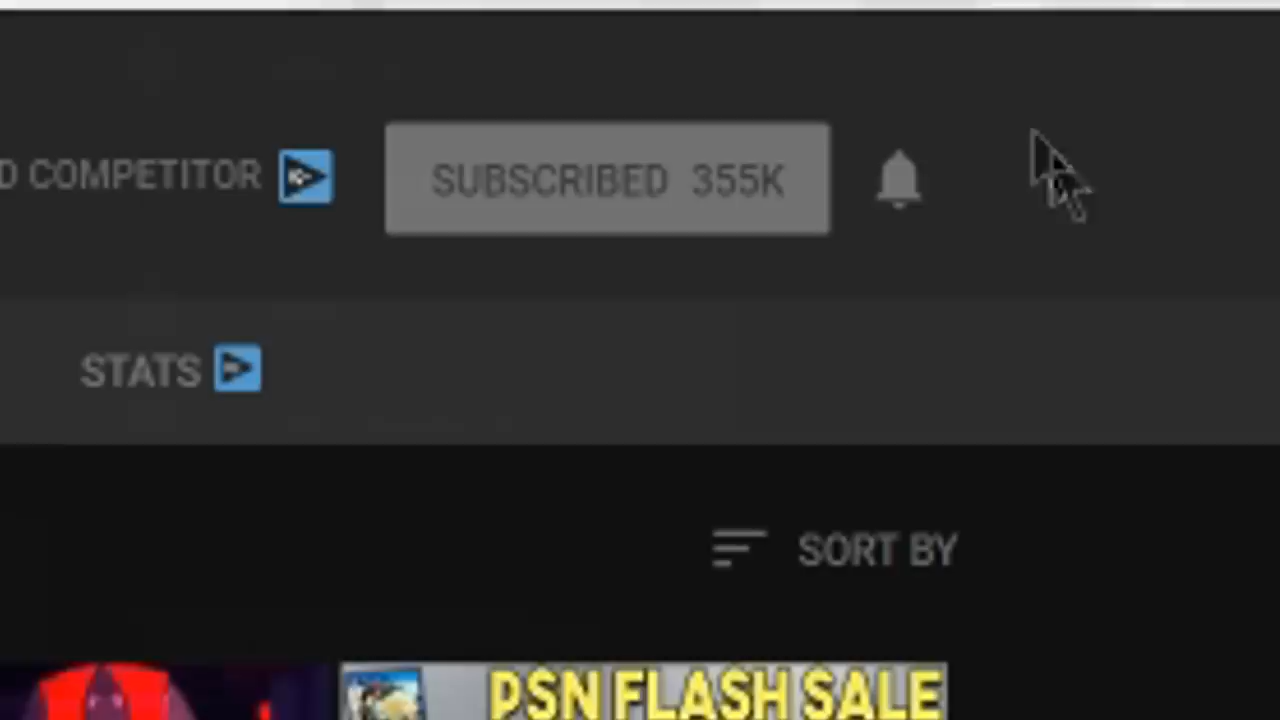 D COMPETITOR
SUBSCRIBED 355K
STATS
SORT BY
PSN FLASH SALE